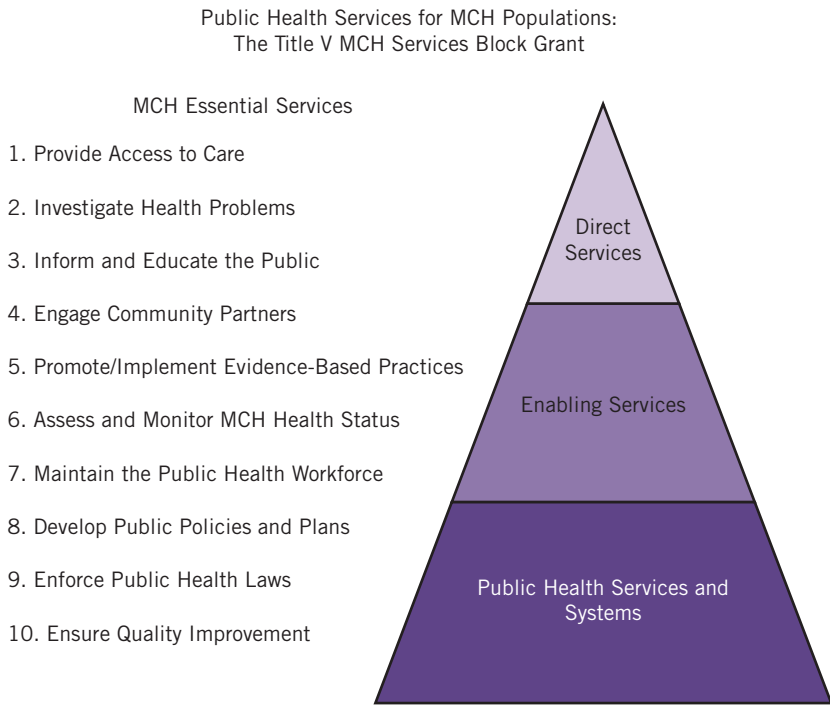 Public Health Services for MCH Populations:
The Title V MCH Services Block Grant
MCH Essential Services
1. Provide Access to Care
2. Investigate Health Problems
3. Inform and Educate the Public
4. Engage Community Partners
5. Promote/Implement Evidence-Based Practices
6. Assess and Monitor MCH Health Status
7. Maintain the Public Health Workforce
8. Develop Public Policies and Plans
9. Enforce Public Health Laws
10. Ensure Quality Improvement
Direct
Services
Enabling Services
Public Health Services and
Systems